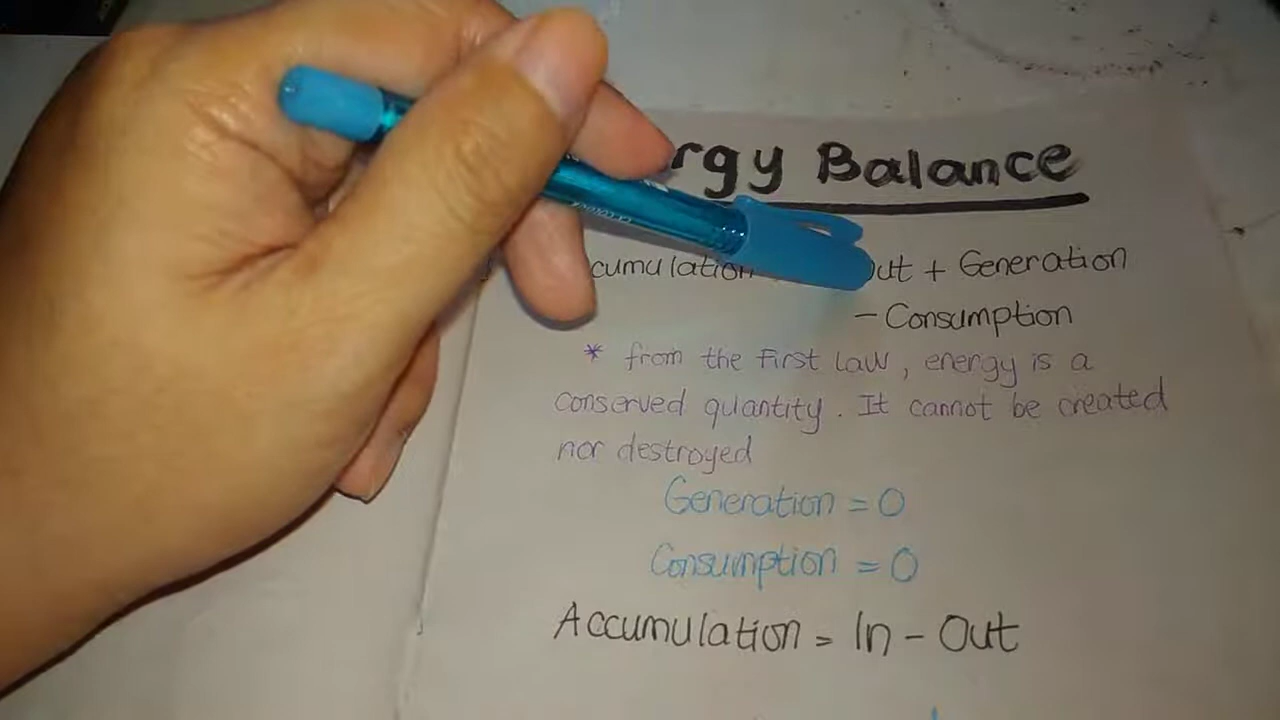 rgy Balance
cumulation ut + Generation
- Consumption
* from the First law, energy is a
conserved quantity. It cannot be created
nor destroyed
Generation = 0
Consumption = 0
Accumulation = In - Out